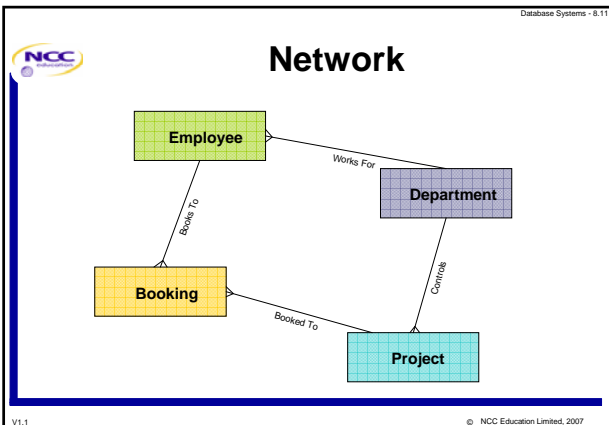 Database Systems - 8.11
NCC
education
Network
Employee
Works For
Department
Books To
Controls
Booking
Booked To
Project
V1.1
© NCC Education Limited, 2007